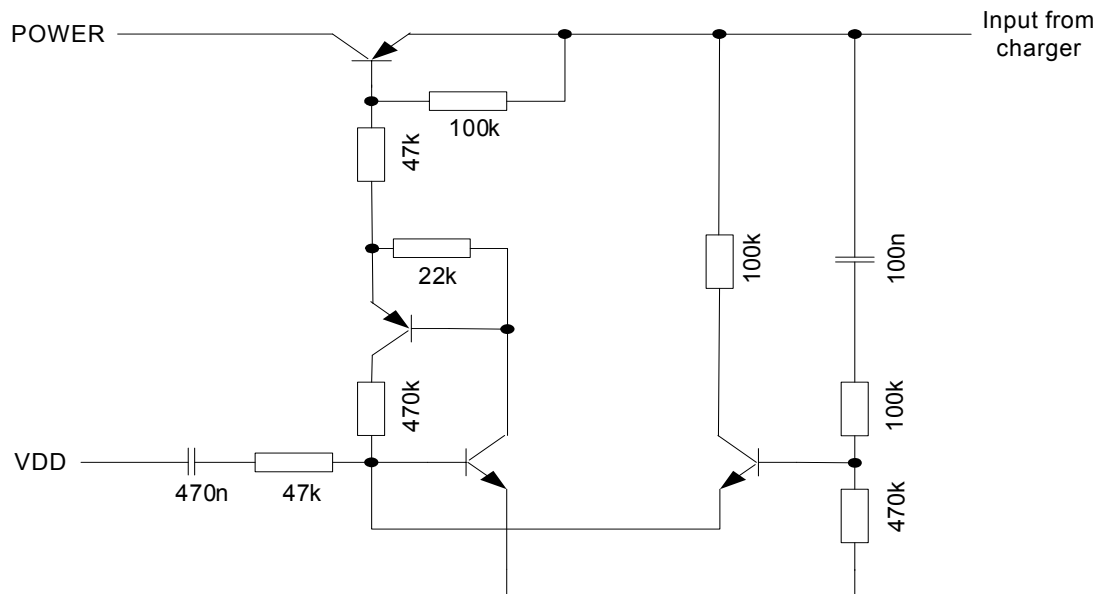 Input from
charger
POWER
100k
47k
22k
100k
100n
470k
100k
VDD
470n
47k
470k